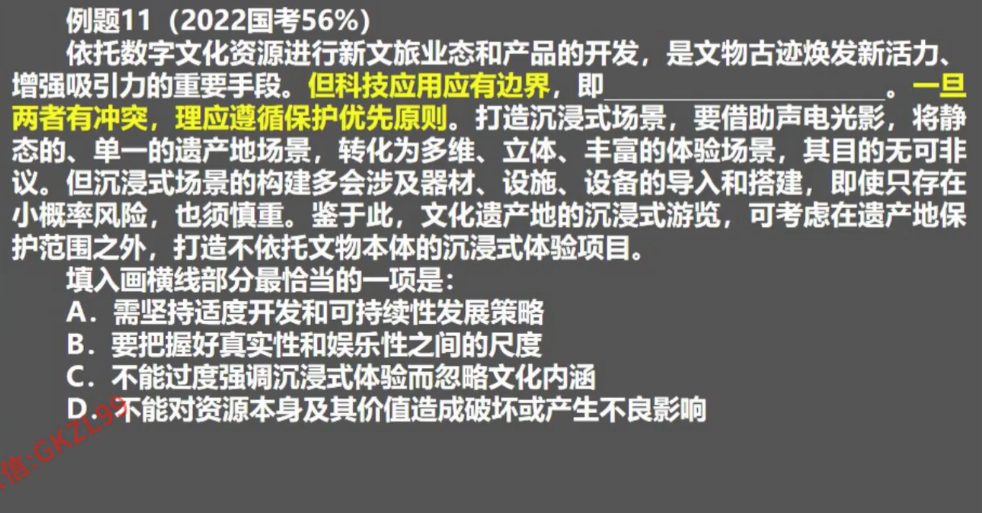 例题11（2022国考56%）
依托数字文化资源进行新文旅业态和产品的开发，是文物古迹焕发新活力、
增强吸引力的重要手段。但科技应用应有边界，即____________________。一旦
两者有冲突，理应遵循保护优先原则。打造沉浸式场景，要借助声电光影，将静
态的、单一的遗产地场景，转化为多维、立体、丰富的体验场景，其目的无可非
议。但沉浸式场景的构建多会涉及器材、设施、设备的导入和搭建，即使只存在
小概率风险，也须慎重。鉴于此，文化遗产地的沉浸式游览，可考虑在遗产地保
护范围之外，打造不依托文物本体的沉浸式体验项目。
填入画横线部分最恰当的一项是：
A．需坚持适度开发和可持续性发展策略
B．要把握好真实性和娱乐性之间的尺度
C．不能过度强调沉浸式体验而忽略文化内涵
D．不能对资源本身及其价值造成破坏或产生不良影响
信:GKZL99